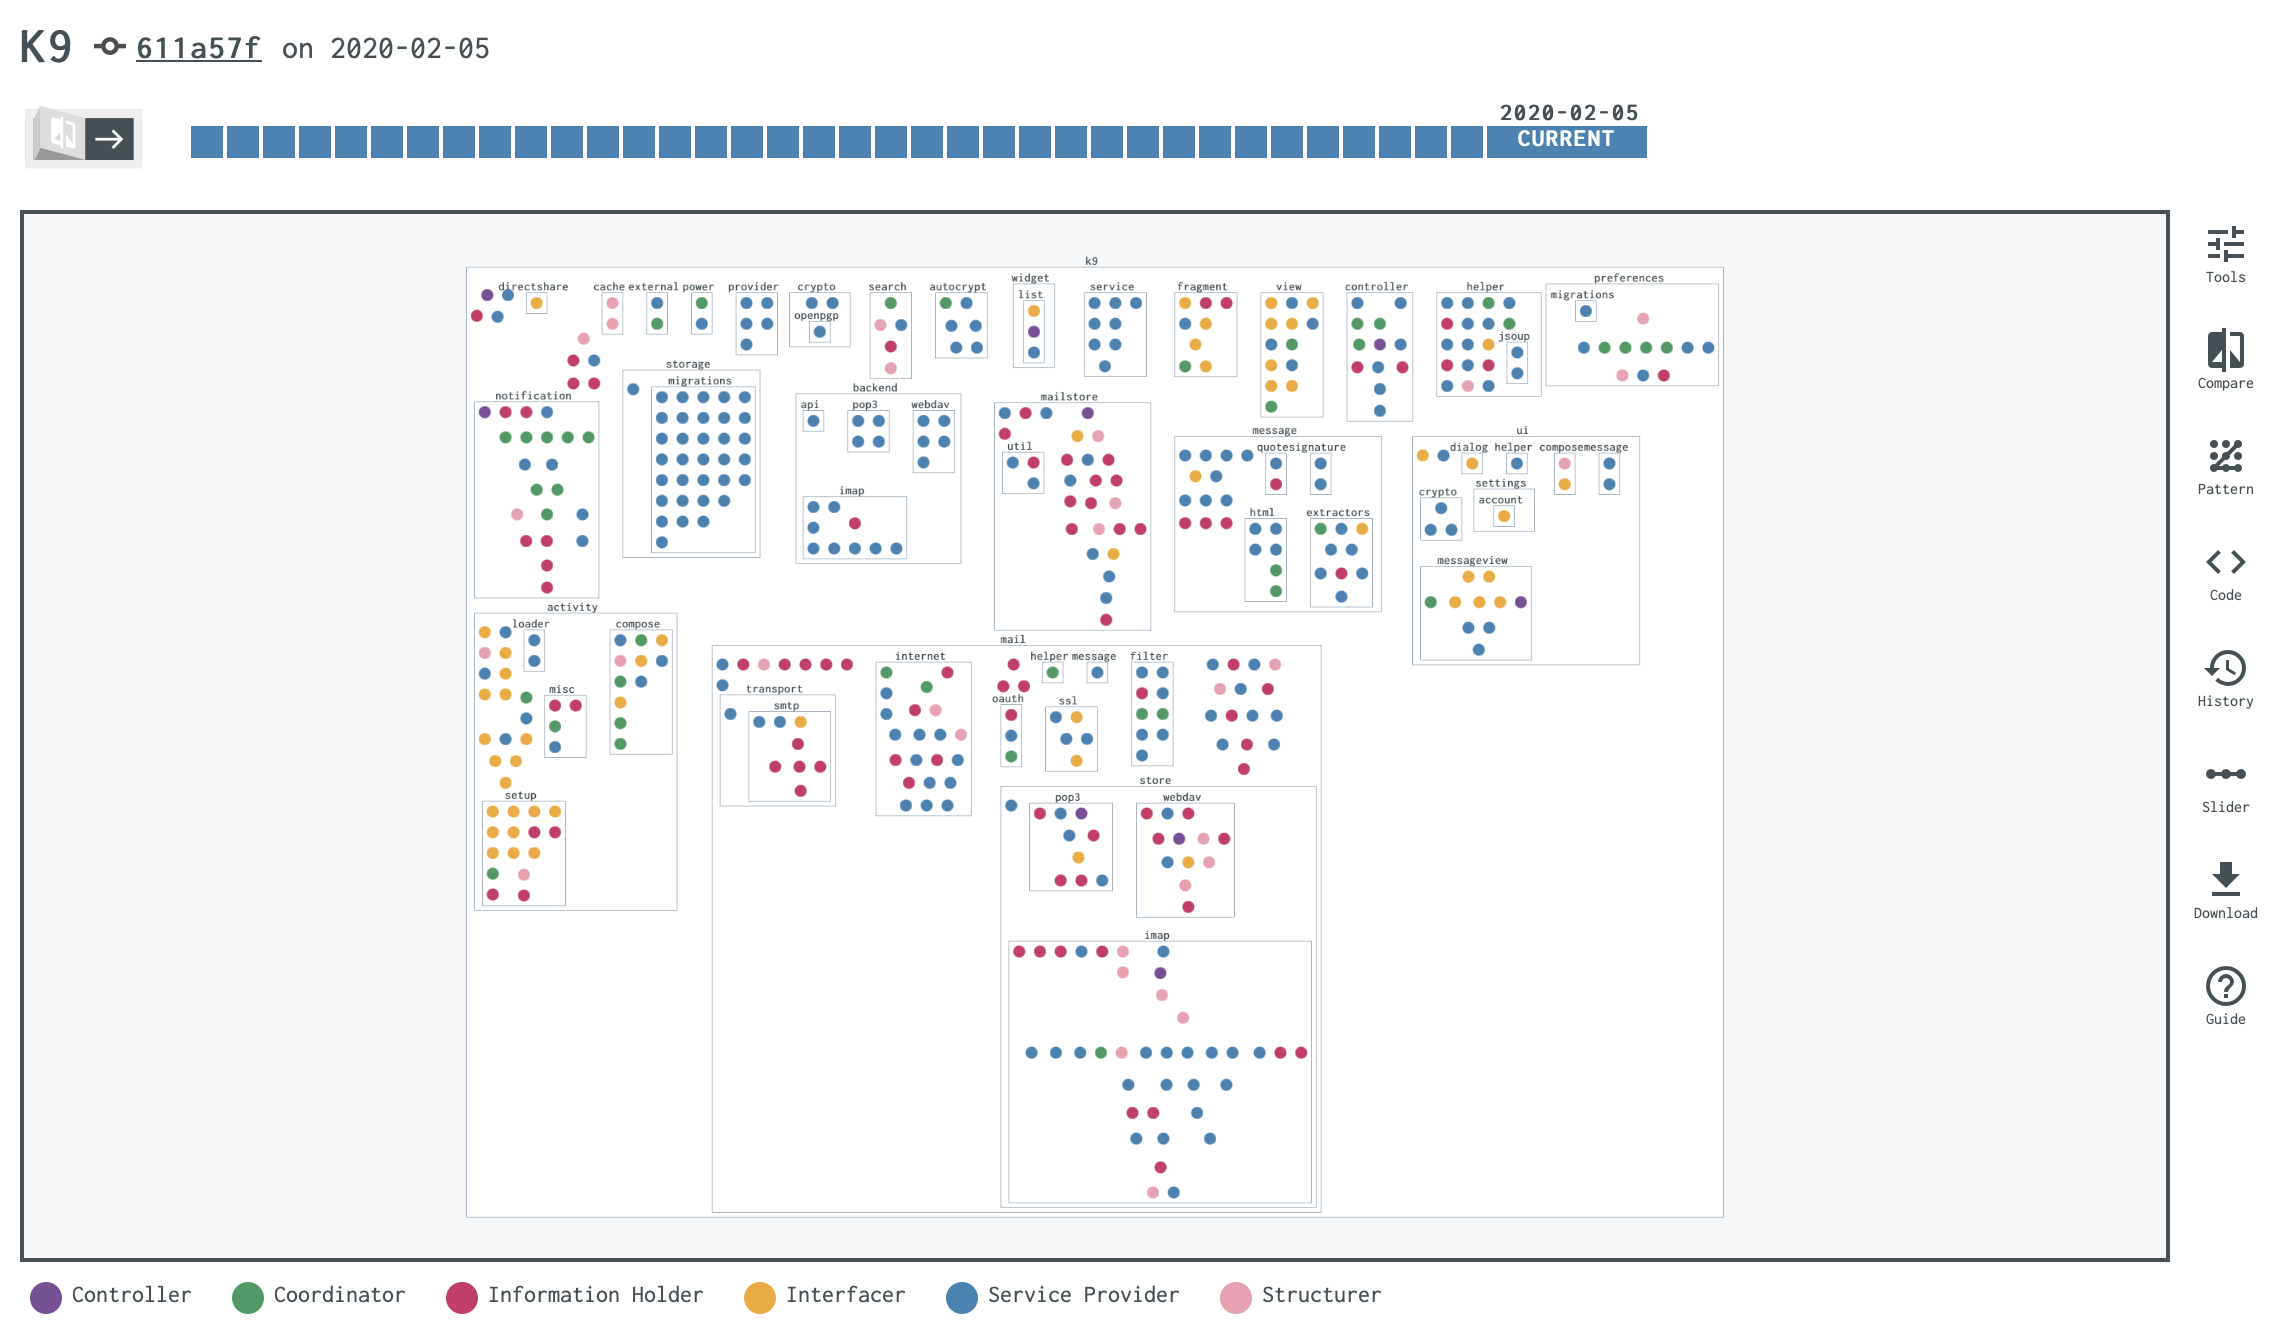 K9 611a57f on 2020-02-05
2020-02-05
CURRENT
k9
directshare
cache
external
power
provider
crypto
openpgp
search
autocrypt
widget
list
service
fragment
view
controller
helper
jsoup
preferences
migrations
storage
migrations
backend
api
pop3
webdav
imap
notification
mailstore
util
message
quote
signature
html
extractors
ui
dialog
helper
compose
message
crypto
settings
account
messageview
activity
loader
compose
misc
setup
mail
transport
smtp
internet
helper
message
filter
oauth
ssl
store
pop3
webdav
imap
Tools
Compare
Pattern
Code
History
Slider
Download
Guide
Controller
Coordinator
Information Holder
Interfacer
Service Provider
Structurer